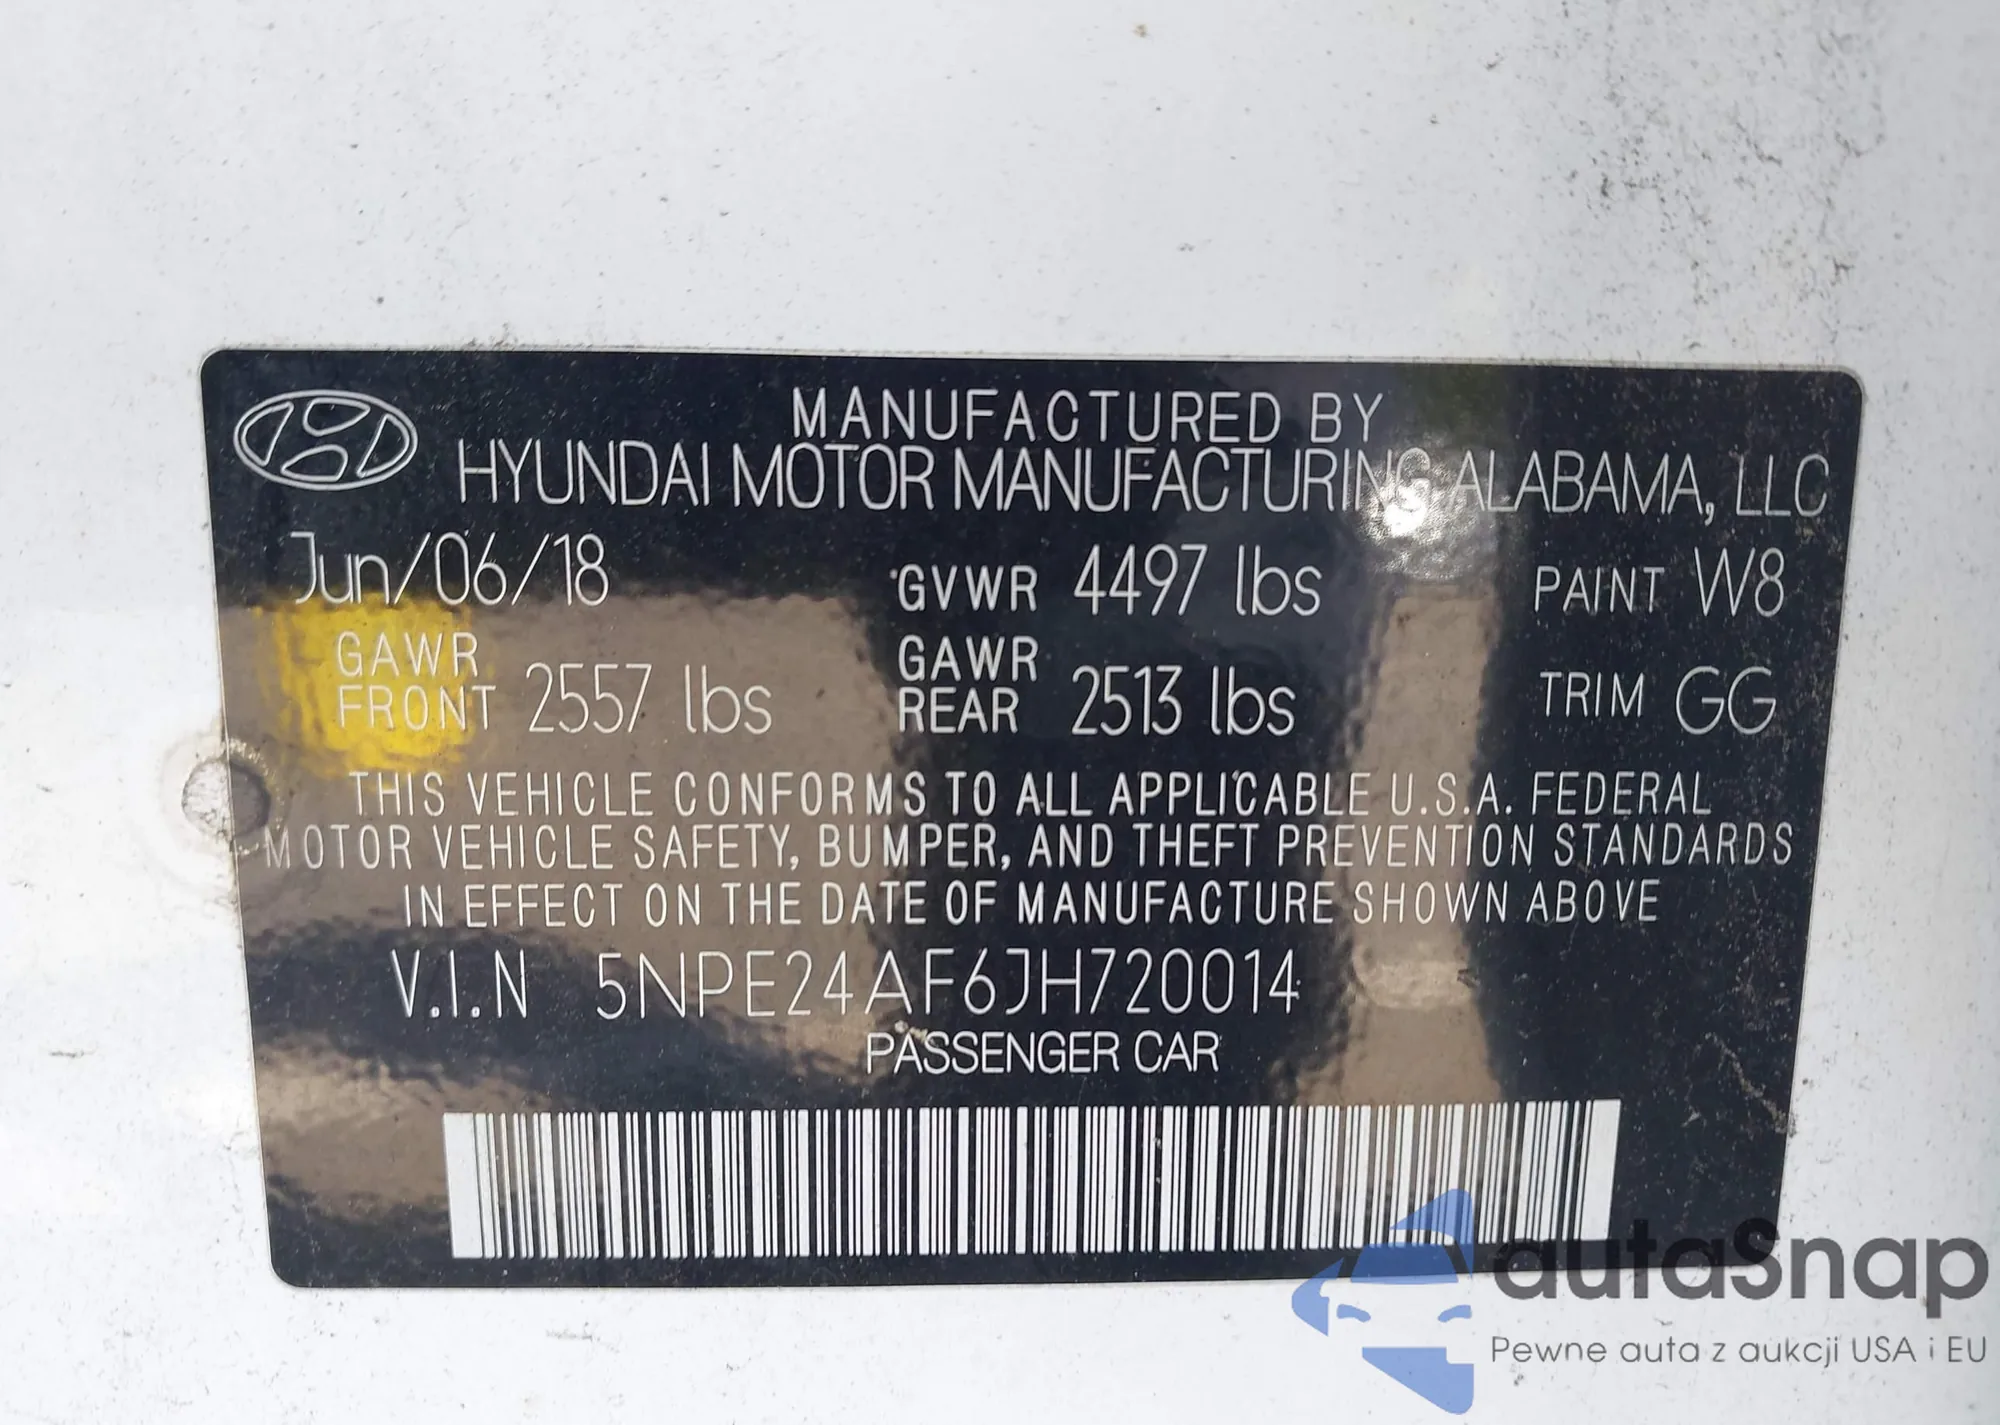 MANUFACTURED BY
HYUNDAI MOTOR MANUFACTURING ALABAMA, LLC
Jun/06/18 GVWR 4497 lbs PAINT W8
GAWR FRONT 2557 lbs GAWR REAR 2513 lbs TRIM GG
THIS VEHICLE CONFORMS TO ALL APPLICABLE U.S.A. FEDERAL
MOTOR VEHICLE SAFETY, BUMPER, AND THEFT PREVENTION STANDARDS
IN EFFECT ON THE DATE OF MANUFACTURE SHOWN ABOVE
V.I.N 5NPE24AF6JH720014
PASSENGER CAR
autaSnap
Pewne auta z aukcji USA i EU